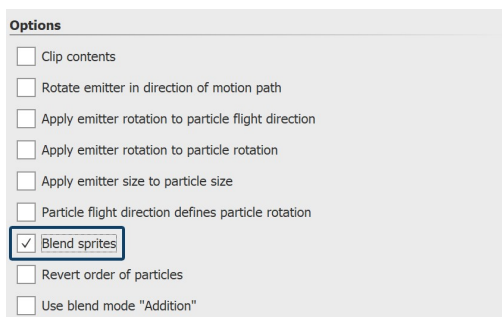 Options
Clip contents
Rotate emitter in direction of motion path
Apply emitter rotation to particle flight direction
Apply emitter rotation to particle rotation
Apply emitter size to particle size
Particle flight direction defines particle rotation
Blend sprites
Revert order of particles
Use blend mode "Addition"